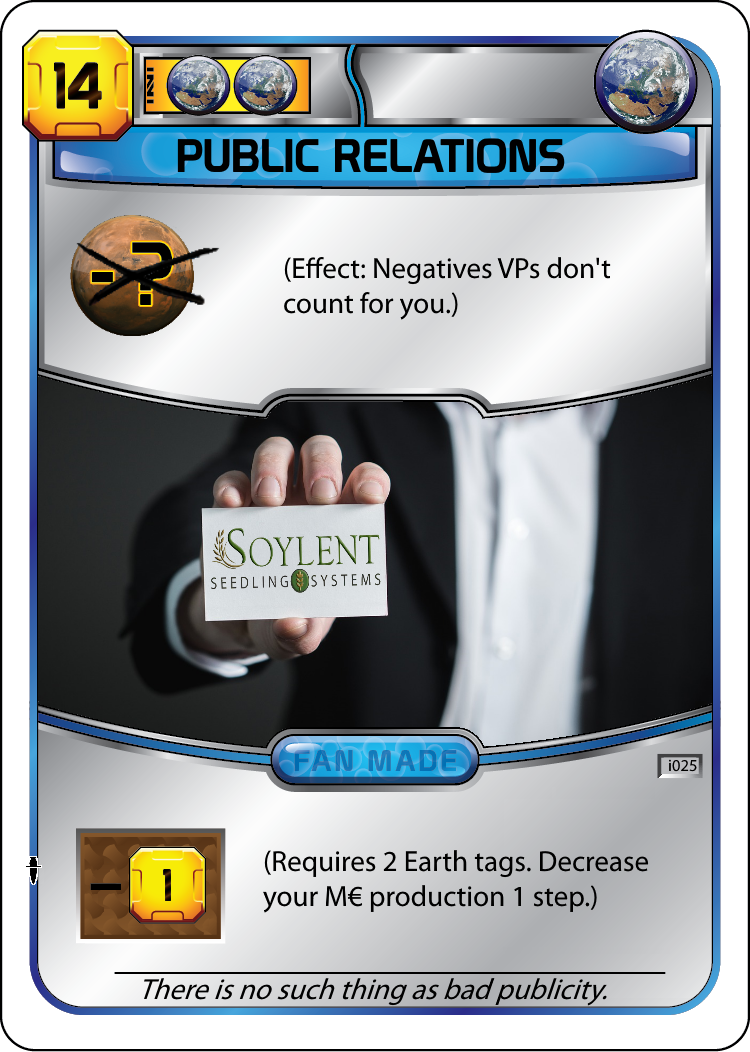 14
PUBLIC RELATIONS
-?
(Effect: Negatives VPs don't
count for you.)
SOYLENT
SEEDLING SYSTEMS
FAN MADE
i025
- 1
(Requires 2 Earth tags. Decrease
your M€ production 1 step.)
There is no such thing as bad publicity.